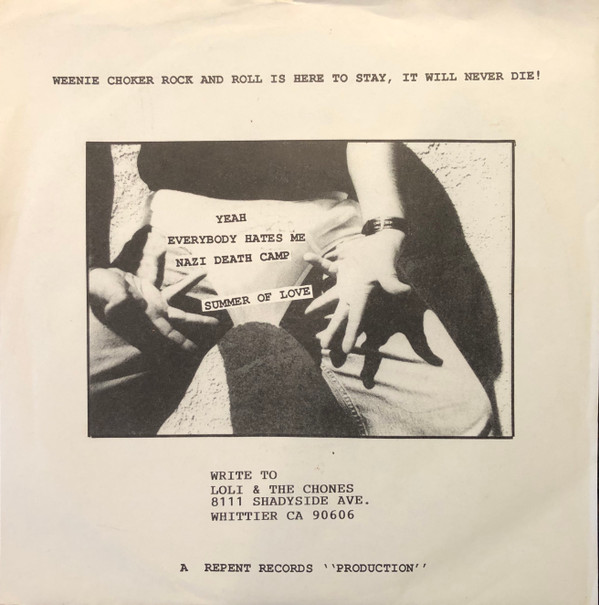 WEENIE CHOKER ROCK AND ROLL IS HERE TO STAY, IT WILL NEVER DIE!
YEAH
EVERYBODY HATES ME
NAZI DEATH CAMP
SUMMER OF LOVE
WRITE TO
LOLI & THE CHONES
8111 SHADYSIDE AVE.
WHITTIER CA 90606
A REPENT RECORDS ``PRODUCTION''